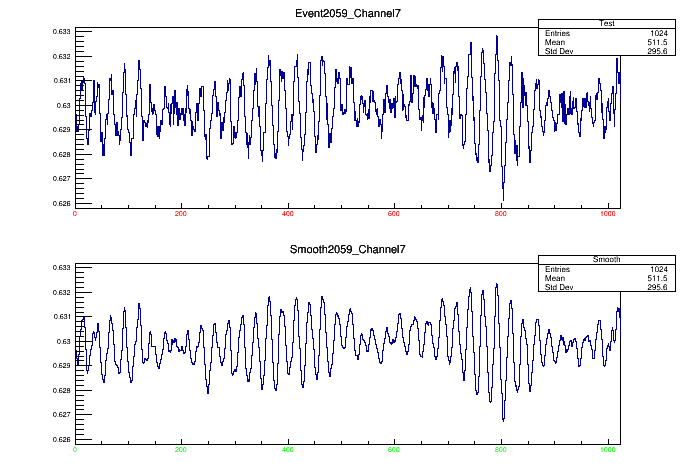 Event2059_Channel7
Test
Entries 1024
Mean 511.5
Std Dev 295.6
0.633
0.632
0.631
0.63
0.629
0.628
0.627
0.626
0 200 400 600 800 1000
Smooth2059_Channel7
Smooth
Entries 1024
Mean 511.5
Std Dev 295.6
0.633
0.632
0.631
0.63
0.629
0.628
0.627
0.626
0 200 400 600 800 1000